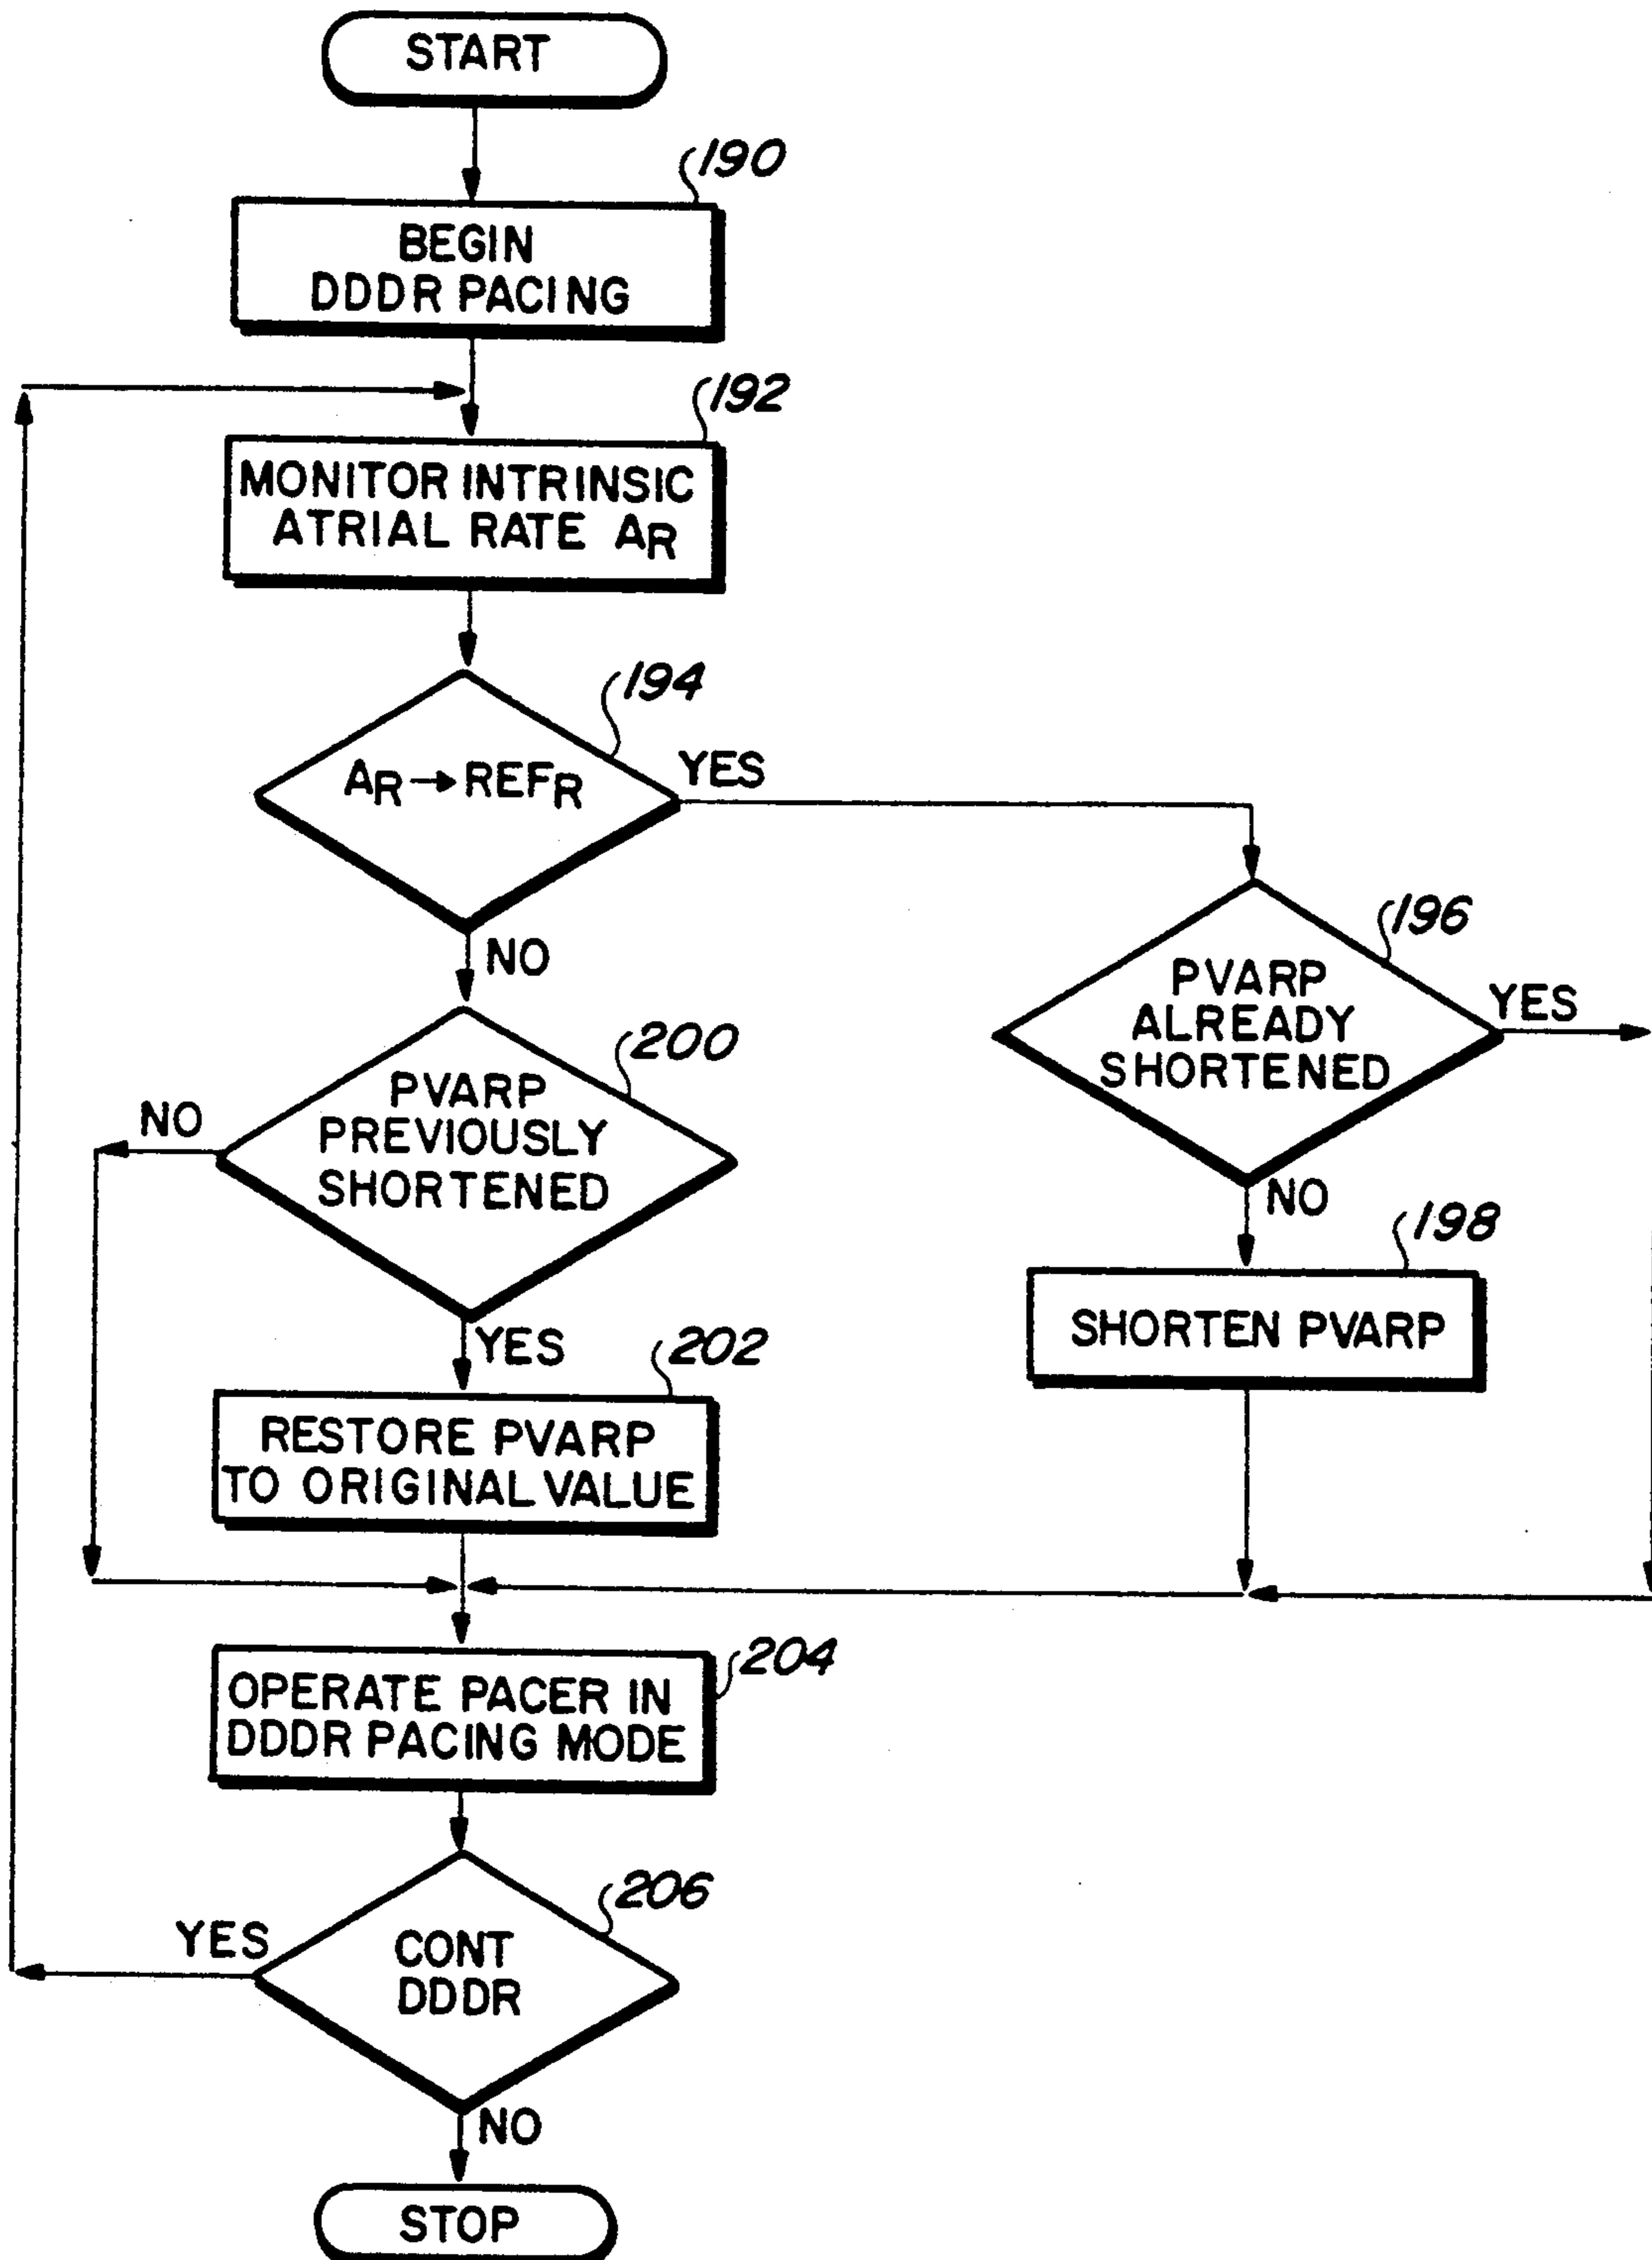 START
190
BEGIN
DDDR PACING
192
MONITOR INTRINSIC
ATRIAL RATE AR
194
AR→REFR
YES
NO
196
PVARP
ALREADY
SHORTENED
YES
NO
198
SHORTEN PVARP
200
PVARP
PREVIOUSLY
SHORTENED
NO
YES
202
RESTORE PVARP
TO ORIGINAL VALUE
204
OPERATE PACER IN
DDDR PACING MODE
206
CONT
DDDR
YES
NO
STOP